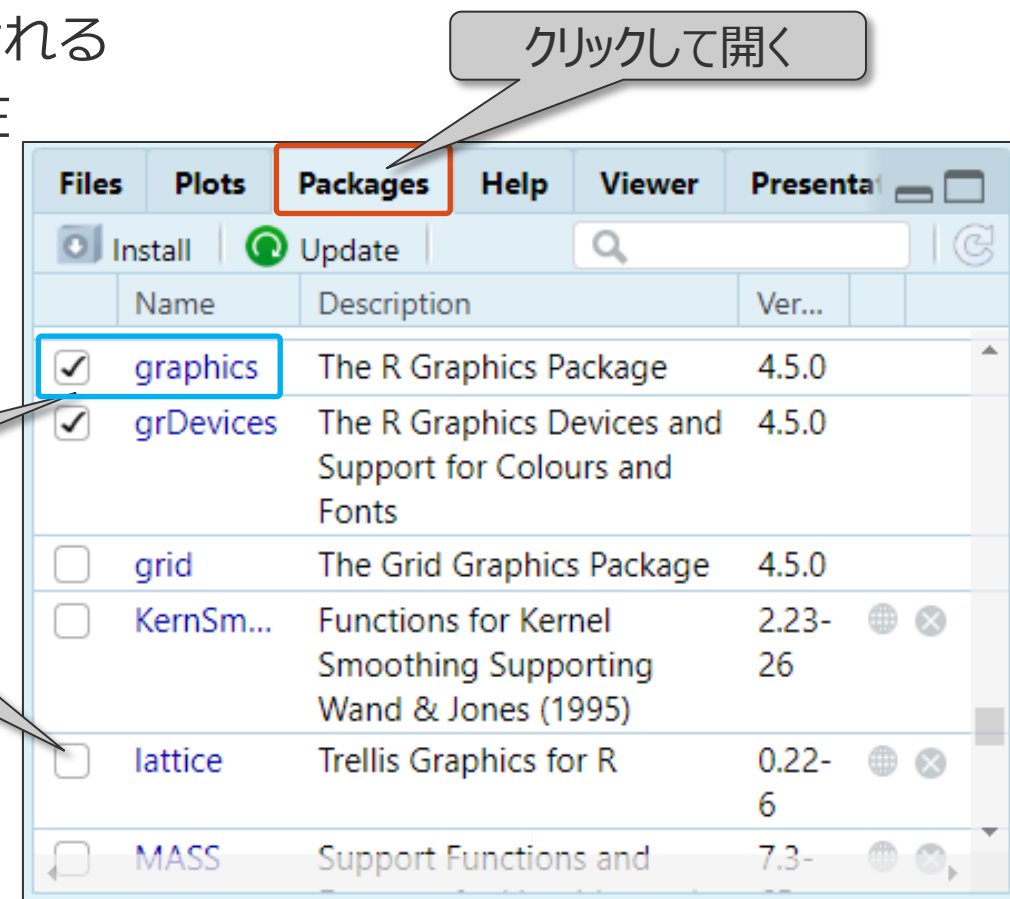 れる
クリックして開く
Files Plots Packages Help Viewer Presenta
Install Update
Name Description Ver...
graphics The R Graphics Package 4.5.0
grDevices The R Graphics Devices and 4.5.0
Support for Colours and
Fonts
grid The Grid Graphics Package 4.5.0
KernSm... Functions for Kernel 2.23-
Smoothing Supporting 26
Wand & Jones (1995)
lattice Trellis Graphics for R 0.22-
6
MASS Support Functions and 7.3-